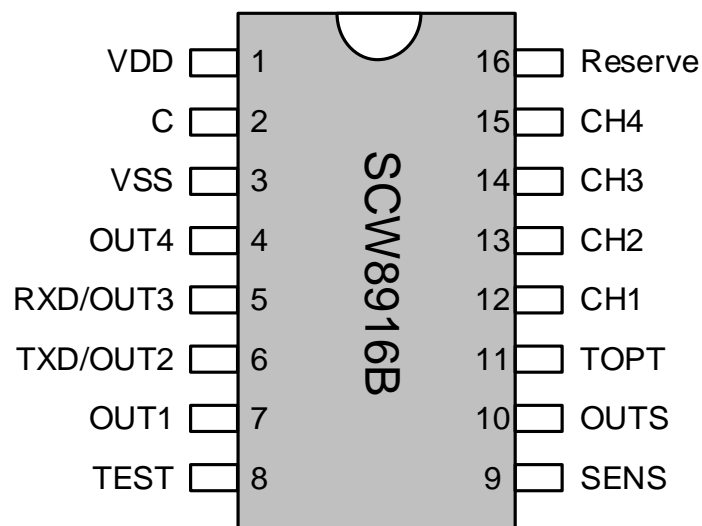 VDD 1 16 Reserve
C 2 15 CH4
VSS 3 14 CH3
OUT4 4 13 CH2
RXD/OUT3 5 12 CH1
TXD/OUT2 6 11 TOPT
OUT1 7 10 OUTS
TEST 8 9 SENS
SCW8916B